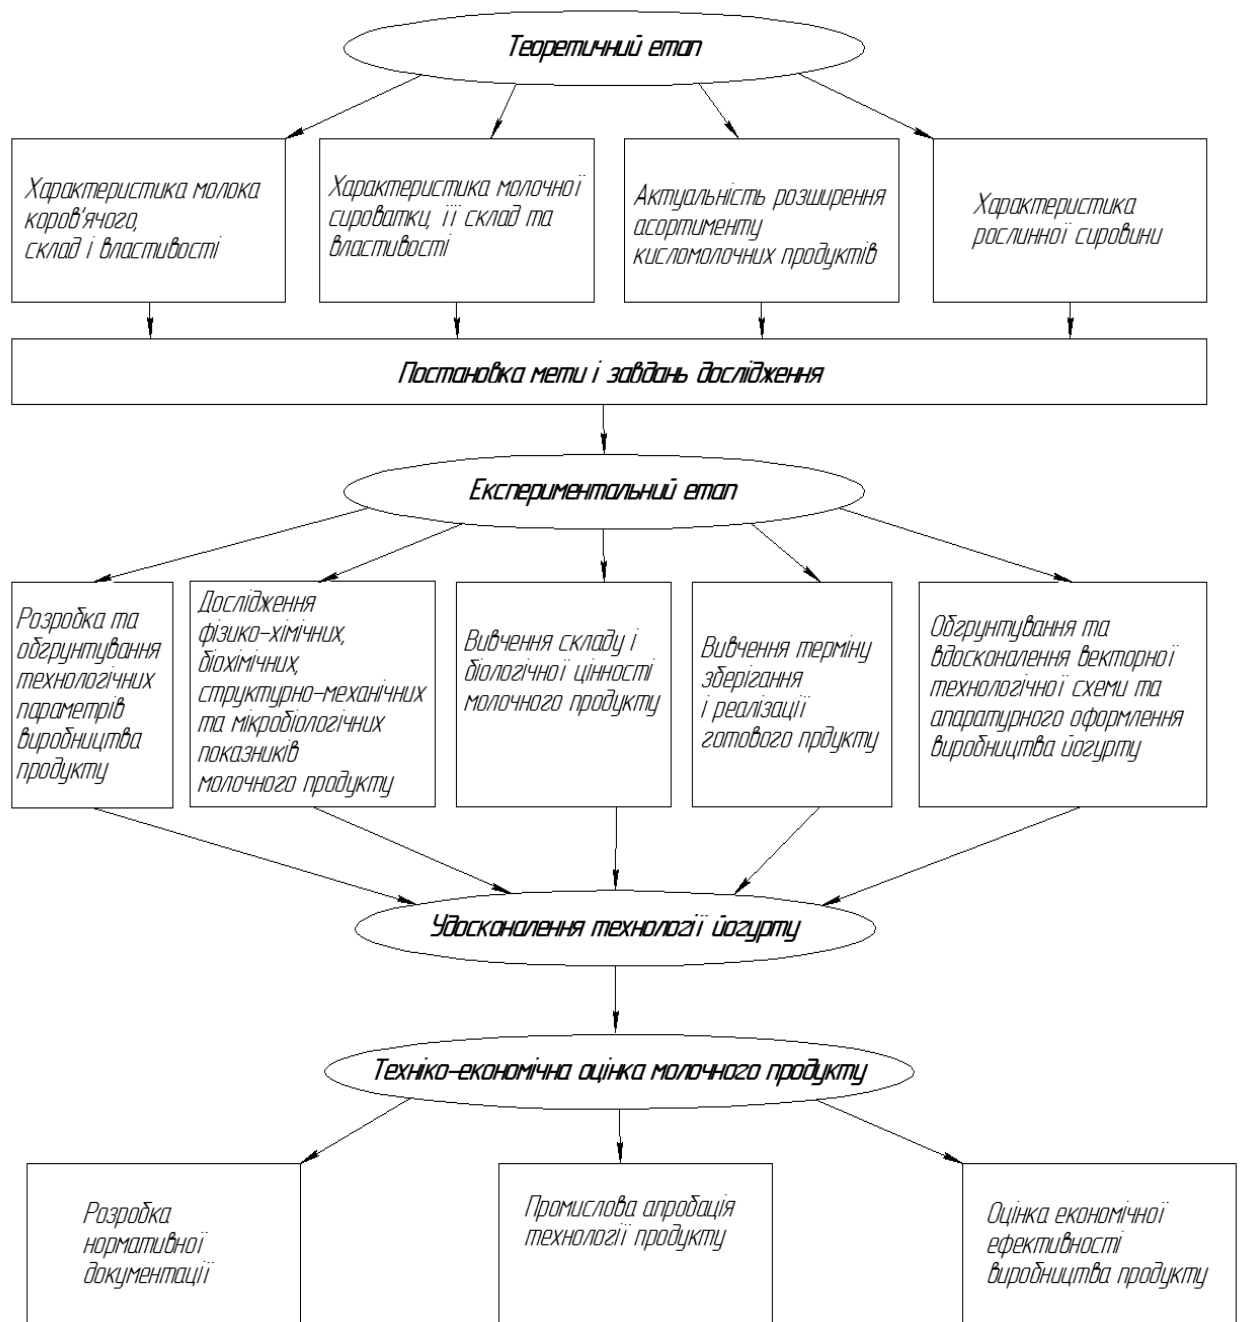 Теоретичний етап
Характеристика молока
коров'ячого,
склад і властивості
Характеристика молочної
сироватки, її склад та
властивості
Актуальність розширення
асортименту
кисломолочних продуктів
Характеристика
рослинної сировини
Постановка мети і завдань дослідження
Експериментальний етап
Розробка та
обгрунтування
технологічних
параметрів
виробництва
продукту
Дослідження
фізико-хімічних,
біохімічних,
структурно-механічних
та мікробіологічних
показників
молочного продукту
Вивчення складу і
біологічної цінності
молочного продукту
Вивчення терміну
зберігання
і реалізації
готового прдукту
Обгрунтування та
вдосконалення векторної
технологічної схеми та
апаратурного оформлення
виробництва йогурту
Удосконалення технології йогурту
Техніко-економічна оцінка молочного продукту
Розробка
нормативної
документації
Промислова апробація
технології продукту
Оцінка економічної
ефективності
виробництва продукту